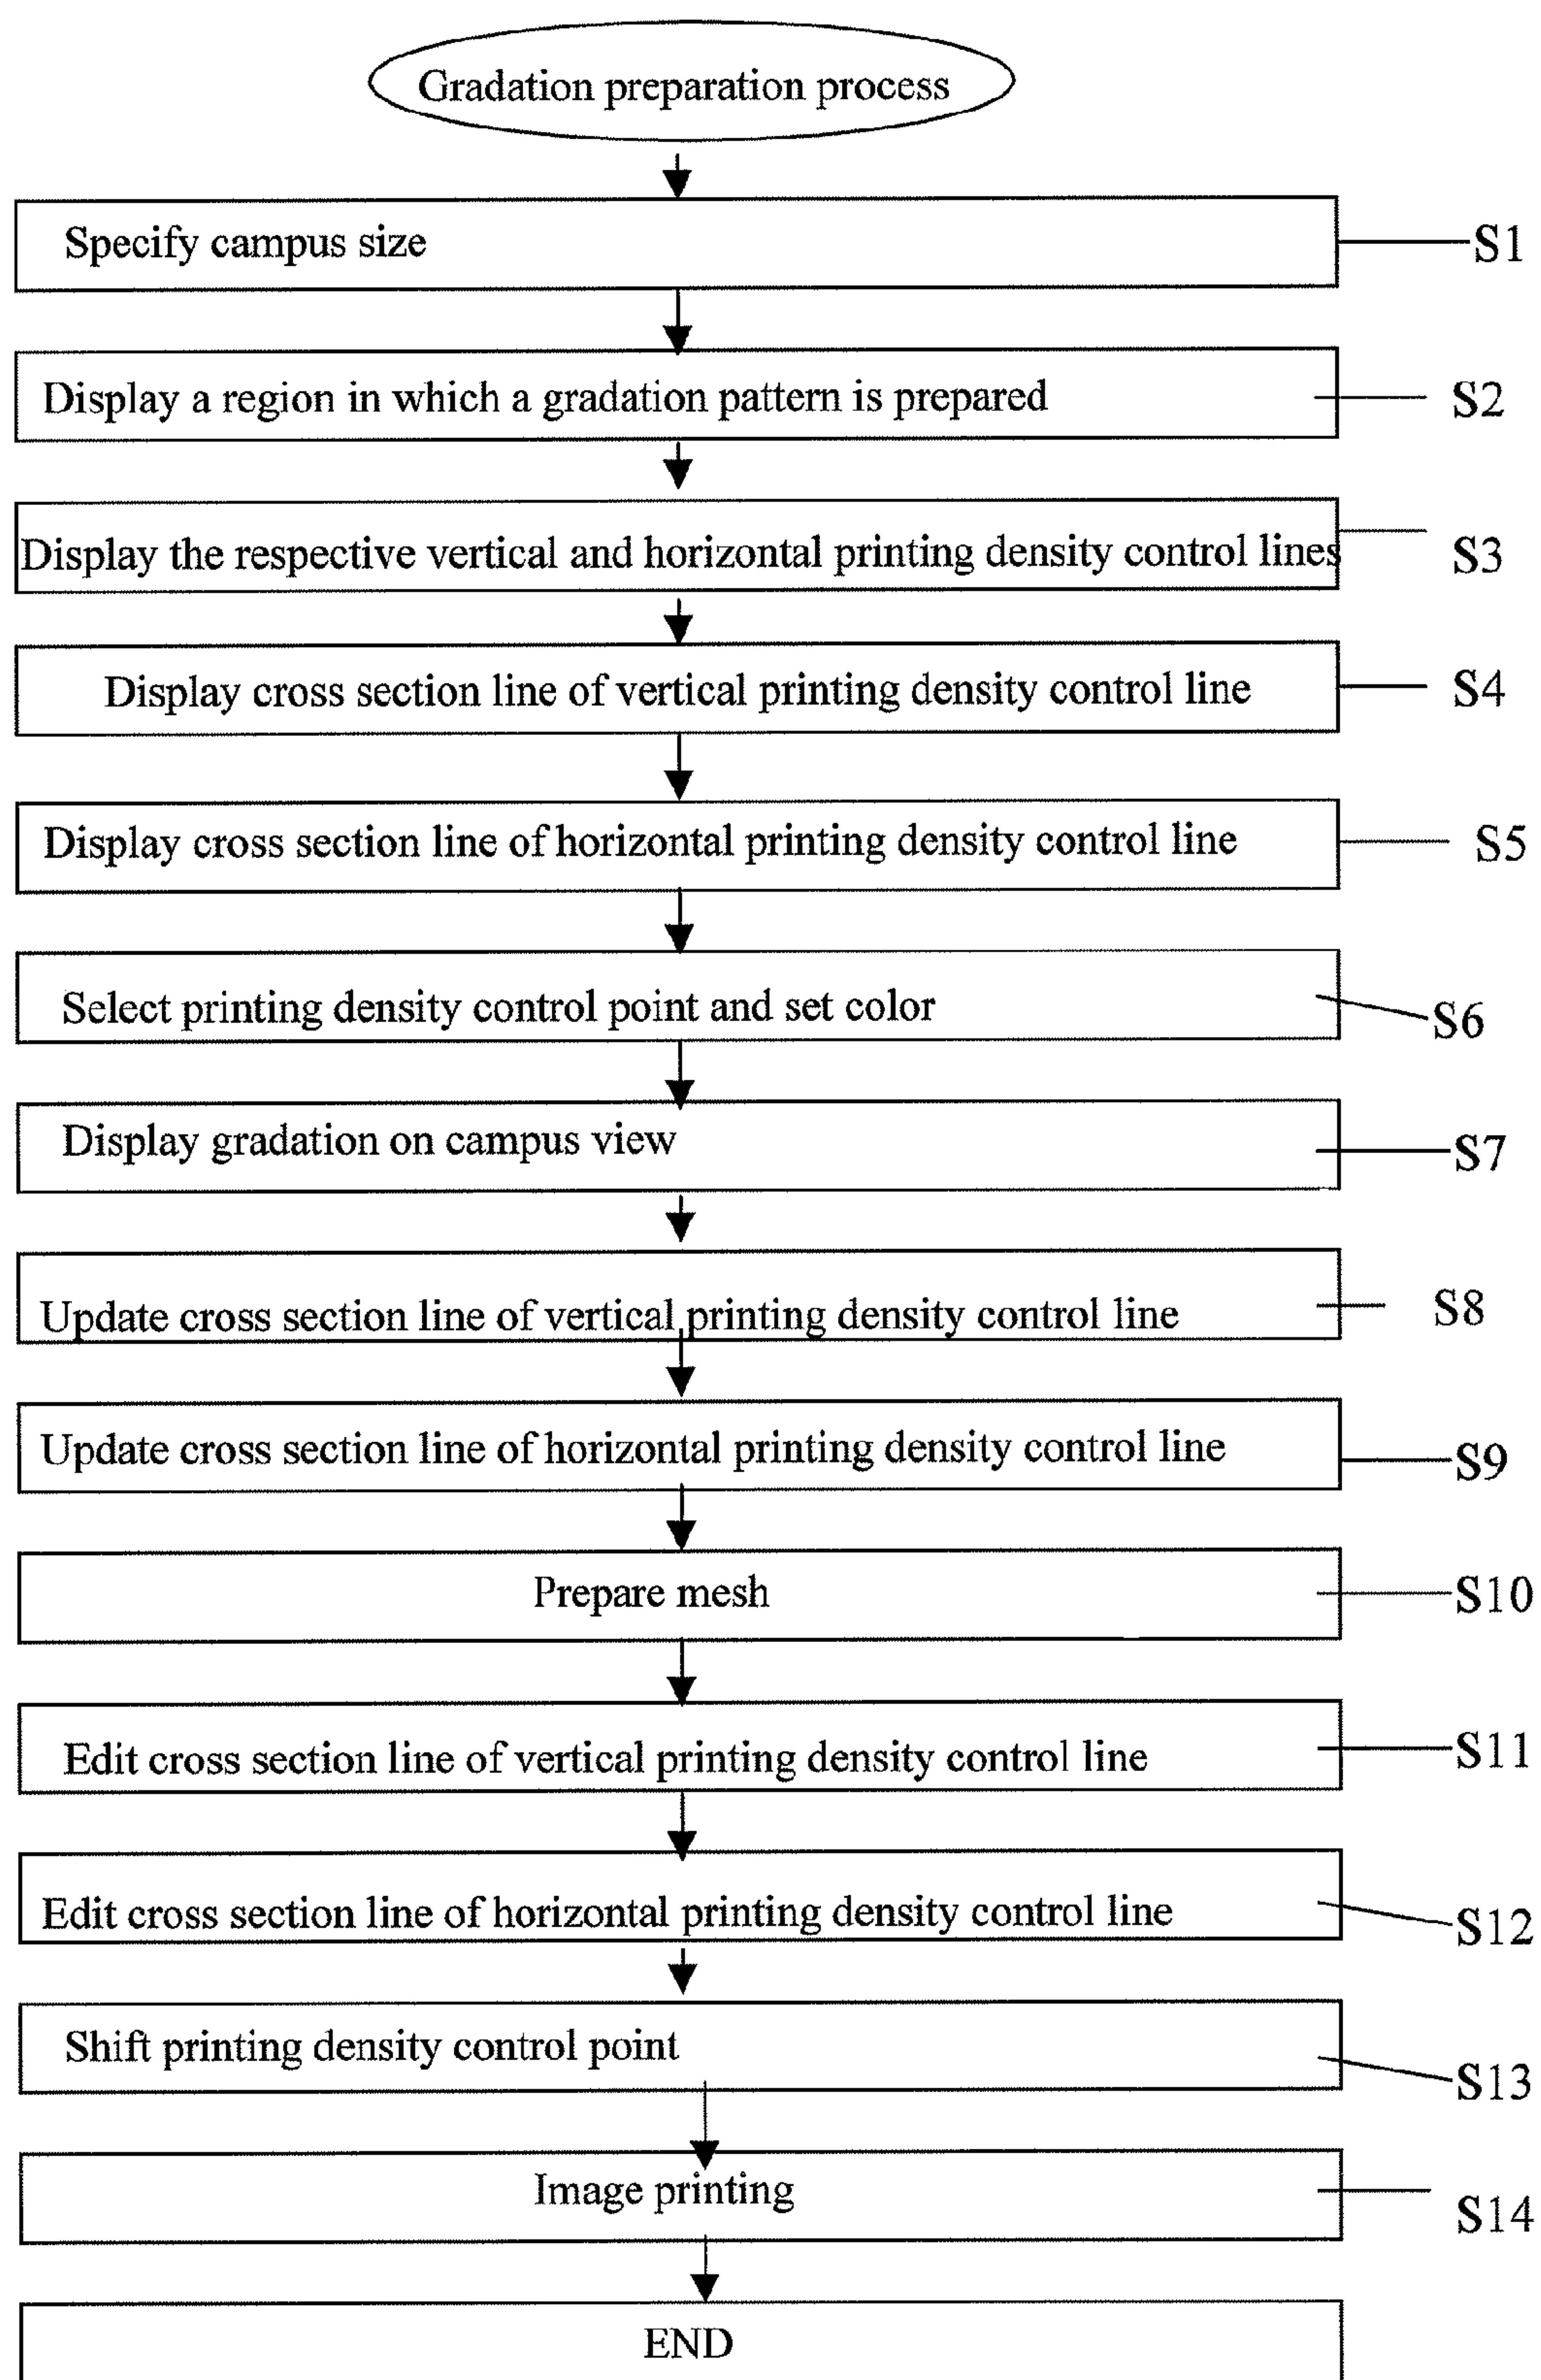 Gradation preparation process
Specify campus size
S1
Display a region in which a gradation pattern is prepared
S2
Display the respective vertical and horizontal printing density control lines
S3
Display cross section line of vertical printing density control line
S4
Display cross section line of horizontal printing density control line
S5
Select printing density control point and set color
S6
Display gradation on campus view
S7
Update cross section line of vertical printing density control line
S8
Update cross section line of horizontal printing density control line
S9
Prepare mesh
S10
Edit cross section line of vertical printing density control line
S11
Edit cross section line of horizontal printing density control line
S12
Shift printing density control point
S13
Image printing
S14
END